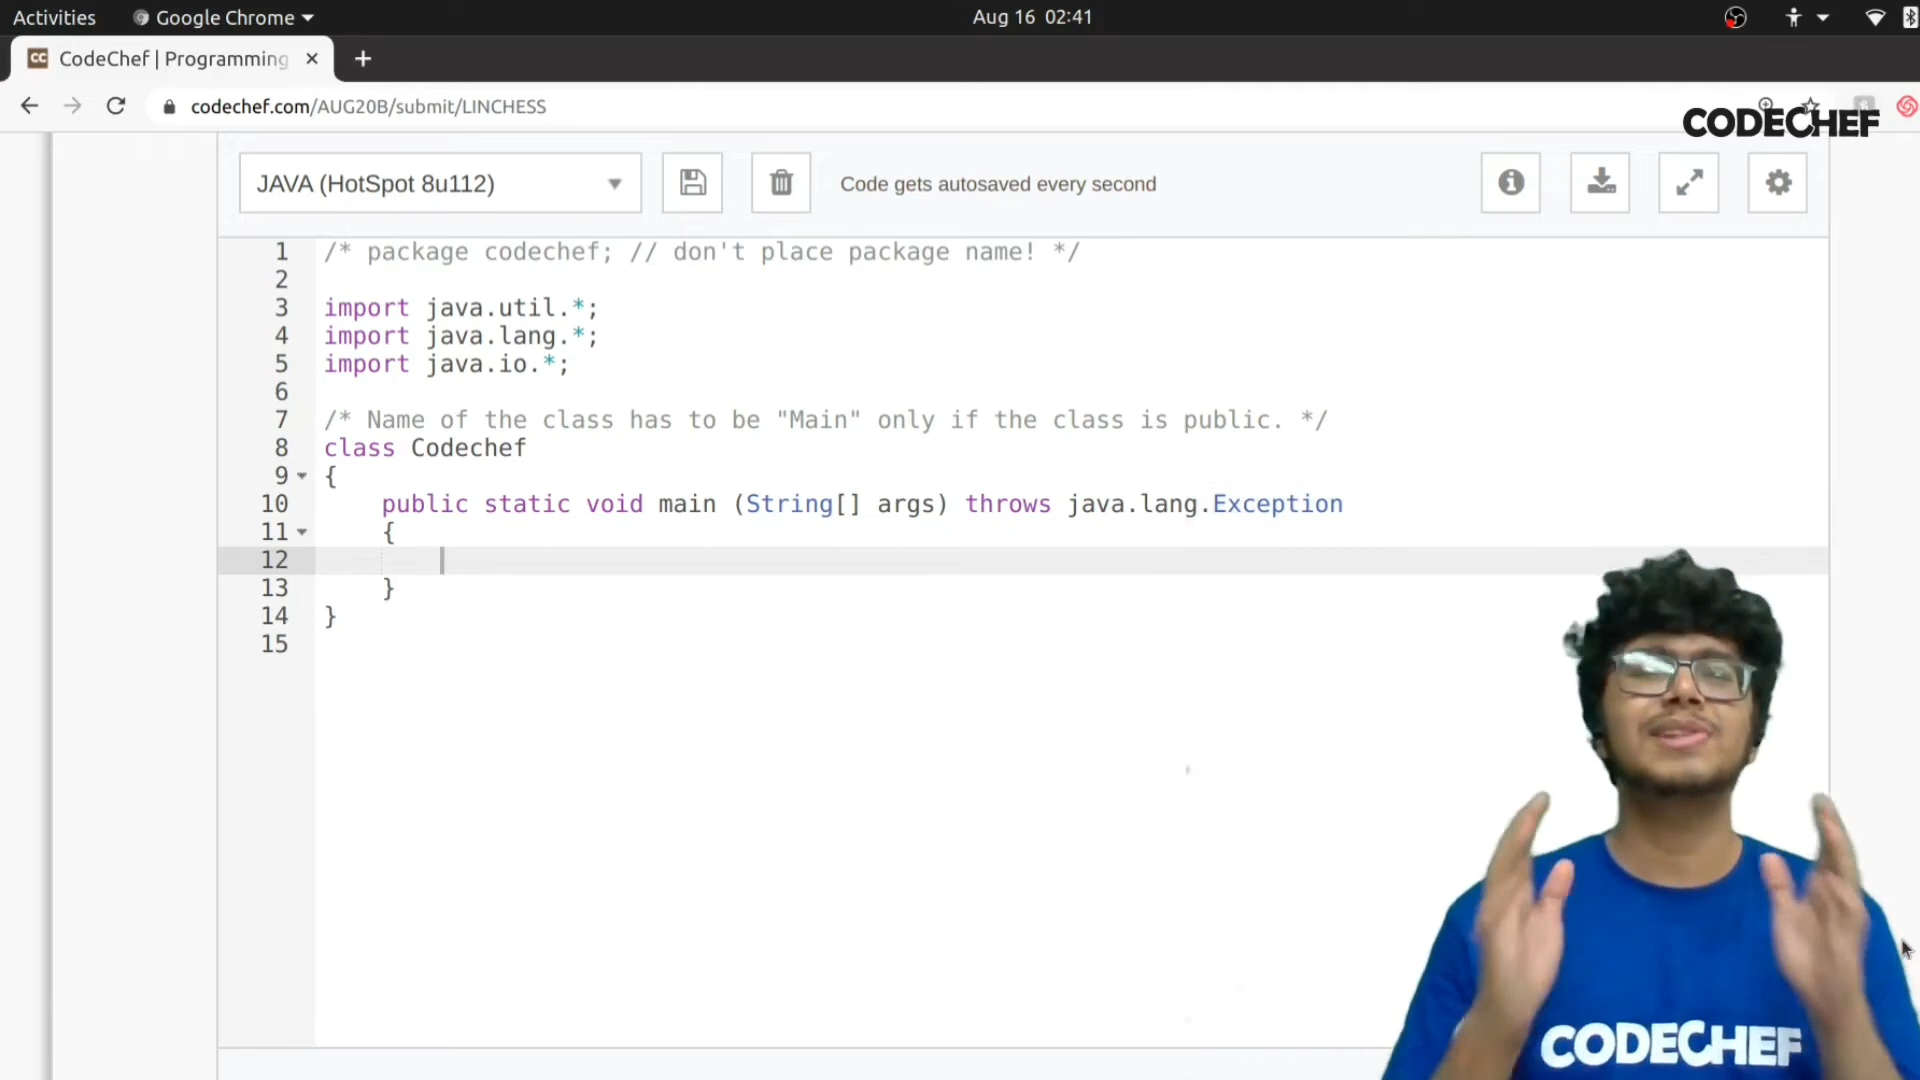 Activities
Google Chrome
Aug 16 02:41
CC CodeChef | Programming
codechef.com/AUG20B/submit/LINCHESS
CODECHEF
JAVA (HotSpot 8u112)
Code gets autosaved every second
1 /* package codechef; // don't place package name! */
2
3 import java.util.*;
4 import java.lang.*;
5 import java.io.*;
6
7 /* Name of the class has to be "Main" only if the class is public. */
8 class Codechef
9 {
10 public static void main (String[] args) throws java.lang.Exception
11 {
12
13 }
14 }
15
CODECHEF